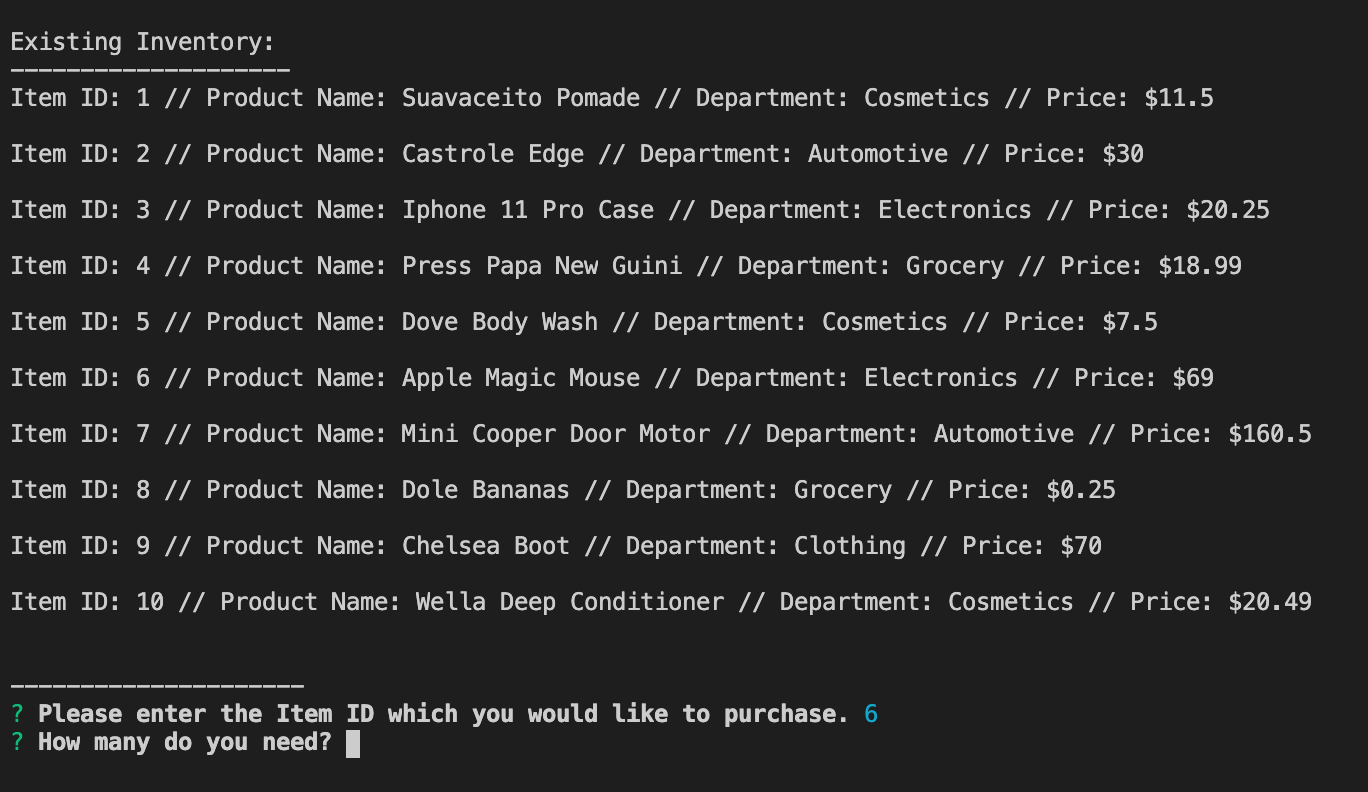 Existing Inventory:
--------------------
Item ID: 1 // Product Name: Suavaceito Pomade // Department: Cosmetics // Price: $11.5
Item ID: 2 // Product Name: Castrole Edge // Department: Automotive // Price: $30
Item ID: 3 // Product Name: Iphone 11 Pro Case // Department: Electronics // Price: $20.25
Item ID: 4 // Product Name: Press Papa New Guini // Department: Grocery // Price: $18.99
Item ID: 5 // Product Name: Dove Body Wash // Department: Cosmetics // Price: $7.5
Item ID: 6 // Product Name: Apple Magic Mouse // Department: Electronics // Price: $69
Item ID: 7 // Product Name: Mini Cooper Door Motor // Department: Automotive // Price: $160.5
Item ID: 8 // Product Name: Dole Bananas // Department: Grocery // Price: $0.25
Item ID: 9 // Product Name: Chelsea Boot // Department: Clothing // Price: $70
Item ID: 10 // Product Name: Wella Deep Conditioner // Department: Cosmetics // Price: $20.49
---------------------
? Please enter the Item ID which you would like to purchase. 6
? How many do you need?